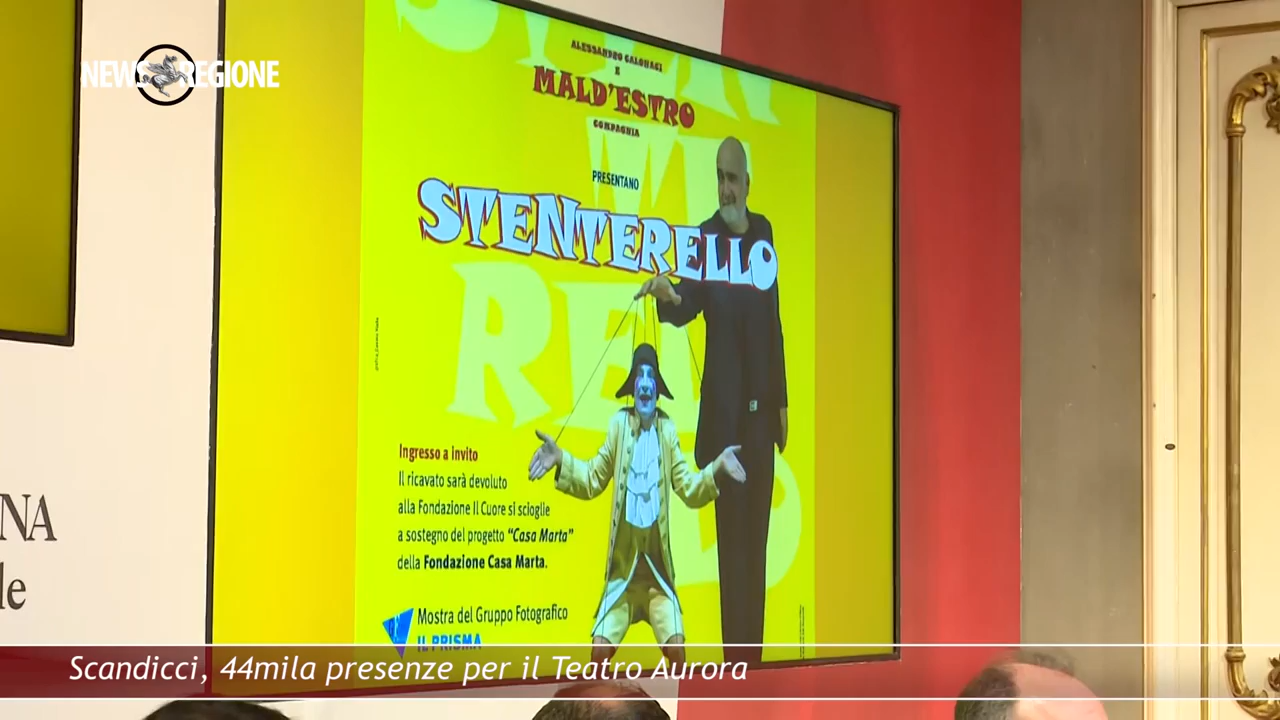 NEWS REGIONE
ALESSANDRO CALONACI
E
MALD'ESTRO
COMPAGNIA
PRESENTANO
STENTERELLO
Ingresso a invito
Il ricavato sarà devoluto
alla Fondazione Il Cuore si scioglie
a sostegno del progetto "Casa Marta"
della Fondazione Casa Marta.
Mostra del Gruppo Fotografico
IL PRISMA
NA
le
Scandicci, 44mila presenze per il Teatro Aurora